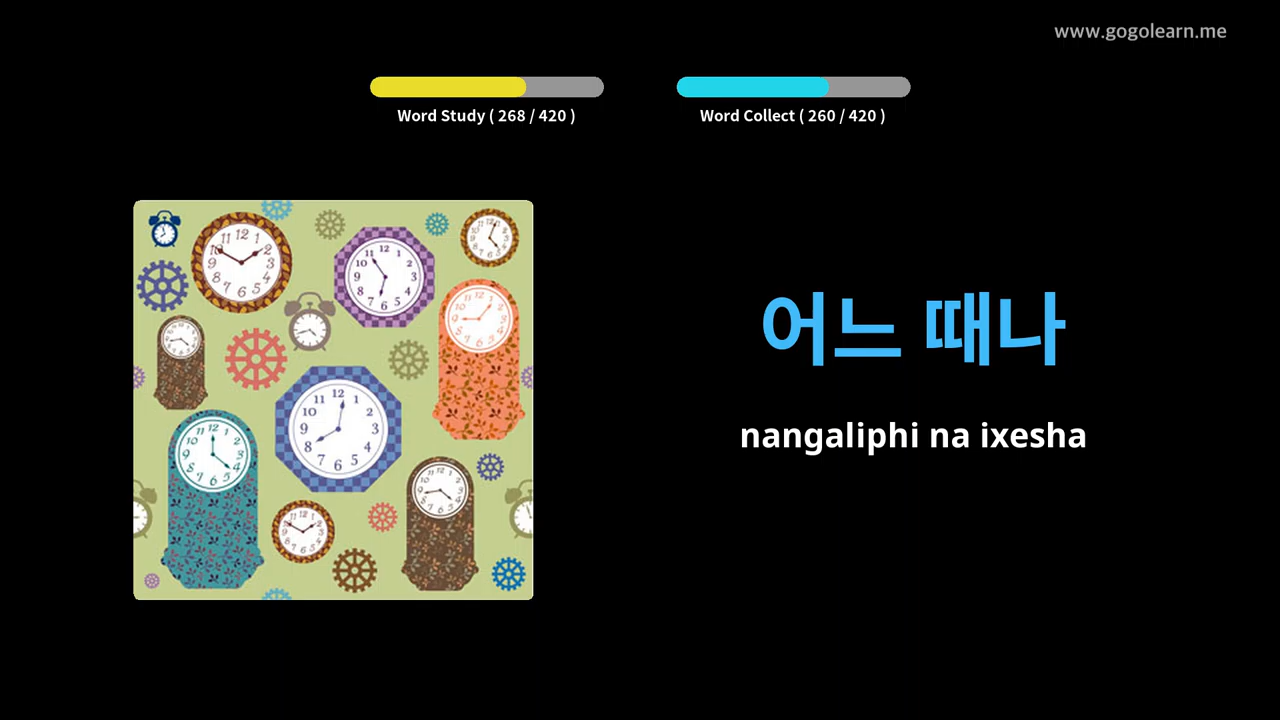 www.gogolearn.me
Word Study ( 268 / 420 )
Word Collect ( 260 / 420 )
어느 때나
nangaliphi na ixesha